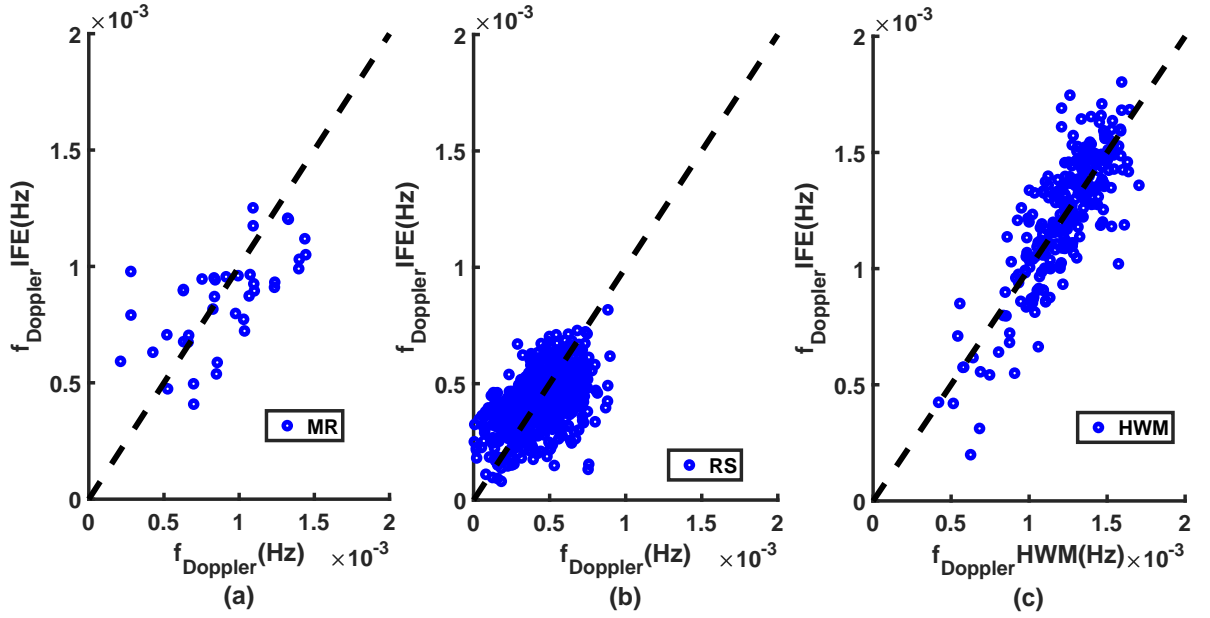 ×10⁻³
2
1.5
1
0.5
0
f_Doppler IFE(Hz)
MR
0 0.5 1 1.5 2
f_Doppler(Hz) ×10⁻³
(a)
×10⁻³
2
1.5
1
0.5
0
f_Doppler IFE(Hz)
RS
0 0.5 1 1.5 2
f_Doppler(Hz) ×10⁻³
(b)
×10⁻³
2
1.5
1
0.5
0
f_Doppler IFE(Hz)
HWM
0 0.5 1 1.5 2
f_Doppler HWM(Hz) ×10⁻³
(c)